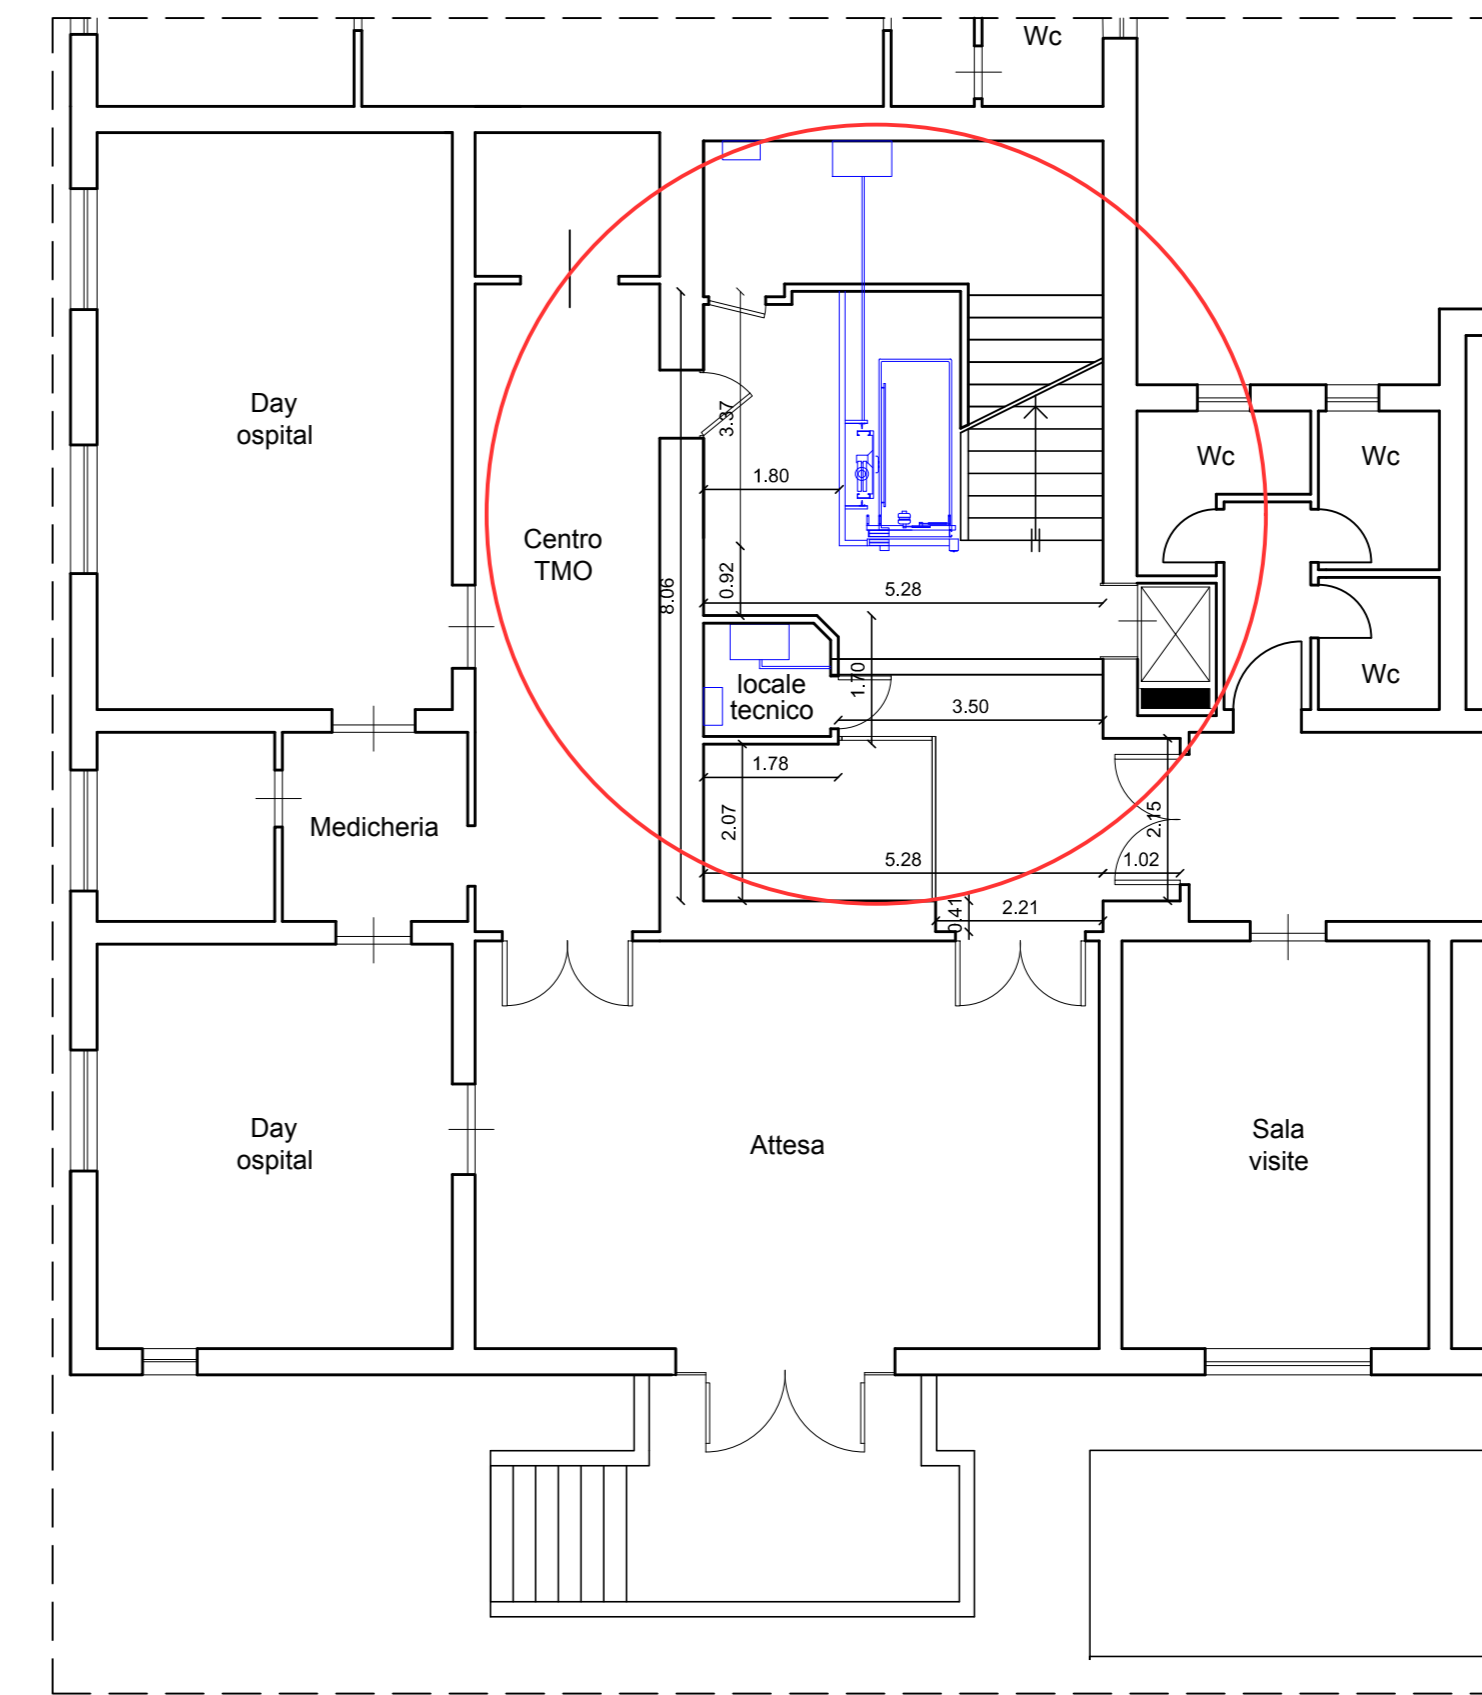 Wc
Day
ospital
3.37
Wc
Wc
1.80
Centro
TMO
8.06
0.92
5.28
locale
tecnico
1.70
Wc
3.50
1.78
2.07
Medicheria
2.15
5.28
1.02
0.41
2.21
Day
ospital
Attesa
Sala
visite